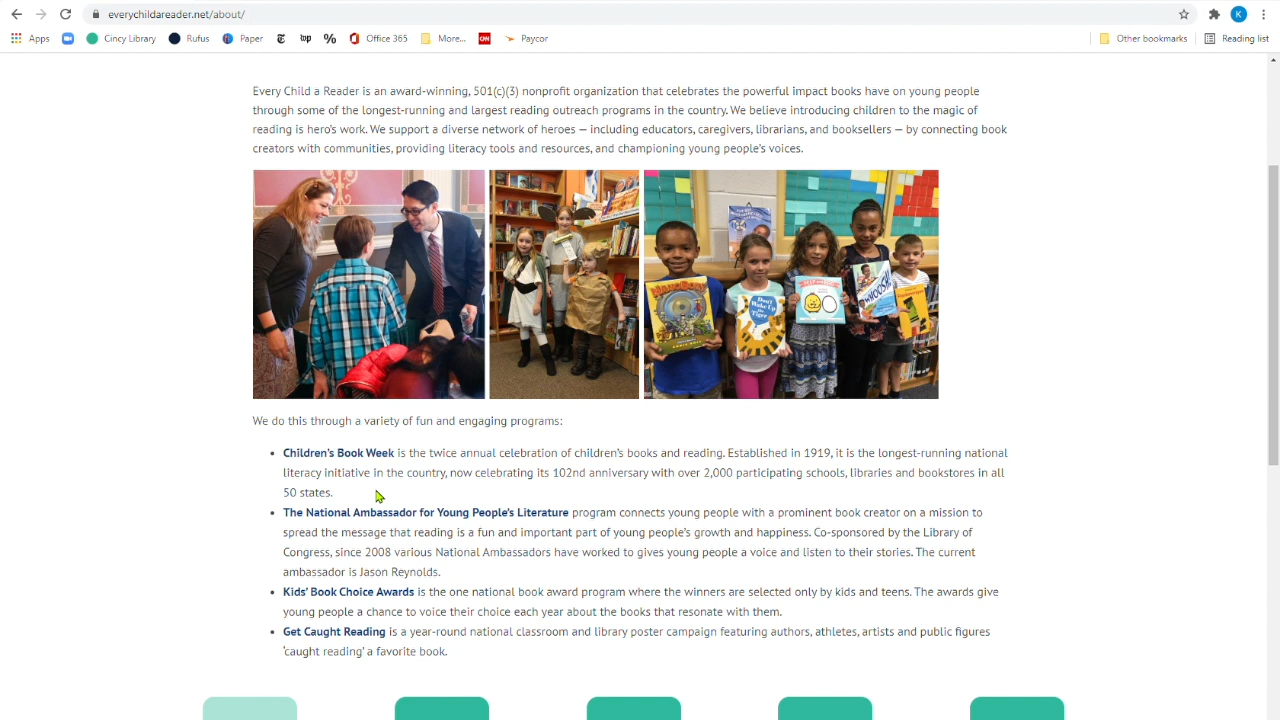 everychildareader.net/about/
K
Apps
Cincy Library
Rufus
Paper
Office 365
More...
CNN
Paycor
Other bookmarks
Reading list
Every Child a Reader is an award-winning, 501(c)(3) nonprofit organization that celebrates the powerful impact books have on young people
through some of the longest-running and largest reading outreach programs in the country. We believe introducing children to the magic of
reading is hero's work. We support a diverse network of heroes — including educators, caregivers, librarians, and booksellers — by connecting book
creators with communities, providing literacy tools and resources, and championing young people's voices.
Don't
Wake Up
the
Tiger
WHOOSH!
We do this through a variety of fun and engaging programs:
• Children's Book Week is the twice annual celebration of children's books and reading. Established in 1919, it is the longest-running national
literacy initiative in the country, now celebrating its 102nd anniversary with over 2,000 participating schools, libraries and bookstores in all
50 states.
• The National Ambassador for Young People's Literature program connects young people with a prominent book creator on a mission to
spread the message that reading is a fun and important part of young people's growth and happiness. Co-sponsored by the Library of
Congress, since 2008 various National Ambassadors have worked to gives young people a voice and listen to their stories. The current
ambassador is Jason Reynolds.
• Kids' Book Choice Awards is the one national book award program where the winners are selected only by kids and teens. The awards give
young people a chance to voice their choice each year about the books that resonate with them.
• Get Caught Reading is a year-round national classroom and library poster campaign featuring authors, athletes, artists and public figures
'caught reading' a favorite book.